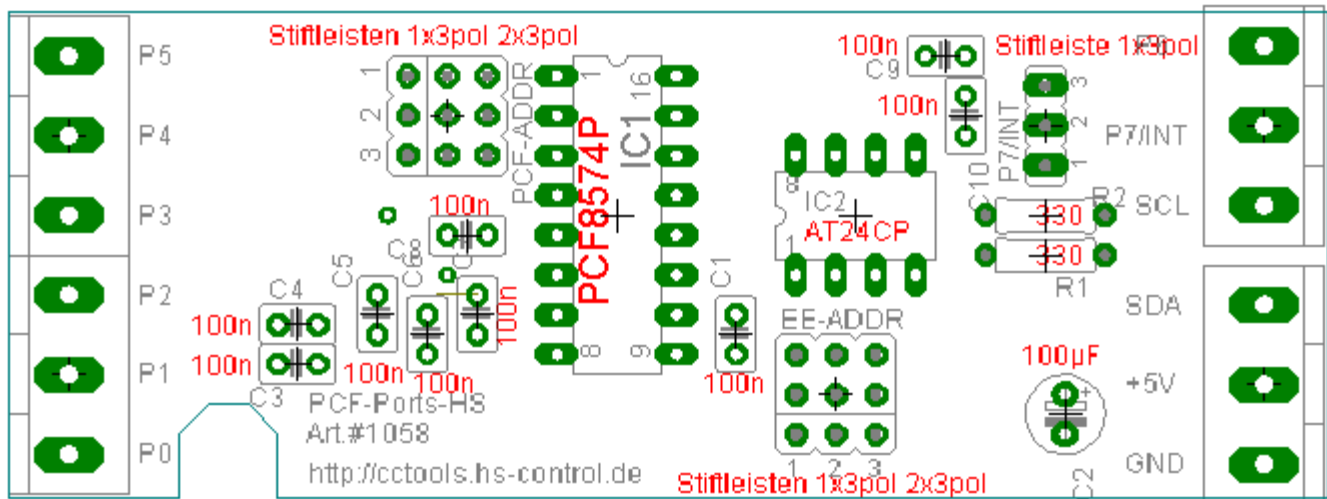 P5
P4
P3
P2
P1
P0
Stiftleisten 1x3pol 2x3pol
1
2
3
PCF-ADDR
1
16
IC1
PCF8574P
8
9
100n
C8
C5
C6
C4
100n
100n
C3
100n
100n
100n
PCF-Ports-HS
Art.#1058
http://cctools.hs-control.de
C1
100n
100n
C9
100n
C10
Stiftleiste 1x3pol
3
2
1
P7/INT
P7/INT
SCL
8
IC2
1
AT24CP
330
R2
330
R1
EE-ADDR
1 2 3
Stiftleisten 1x3pol 2x3pol
100µF
+
C2
SDA
+5V
GND